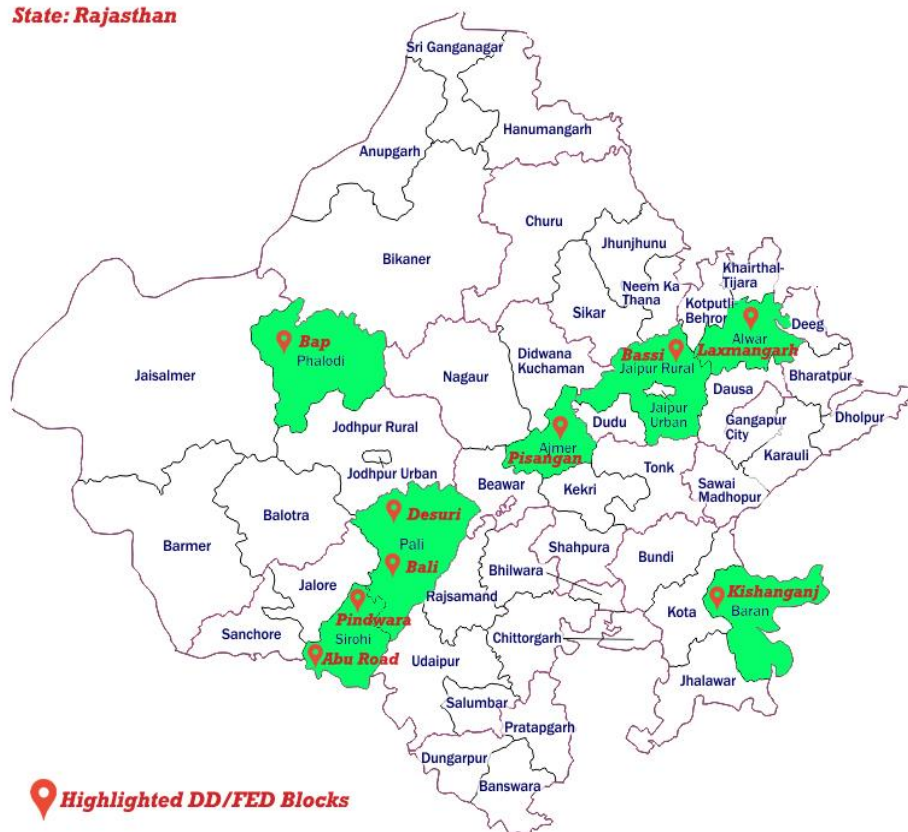 State: Rajasthan
Sri Ganganagar
Hanumangarh
Anupgarh
Churu
Jhunjhunu
Bikaner
Khairthal-
Tijara
Neem Ka
Thana
Kotputli-
Behror
Sikar
Deeg
Alwar
Laxmangark
Bap
Phalodi
Bassi
Jaipur Rural
Didwana
Kuchaman
Jaisalmer
Nagaur
Bharatpur
Dausa
Jaipur
Urban
Dholpur
Gangapur
City
Jodhpur Rural
Dudu
Ajmer
Pisangan
Karauli
Tonk
Jodhpur Urban
Beawar
Kekri
Sawai
Madhopur
Balotra
Desuri
Barmer
Pali
Shahpura
Bundi
Bali
Bhilwara
Jalore
Rajsamand
Kishanganj
Baran
Kota
Pindwara
Sanchore
Sirohi
Chittorgarh
Abu Road
Udaipur
Jhalawar
Salumbar
Pratapgarh
Dungarpur
Banswara
Highlighted DD/FED Blocks